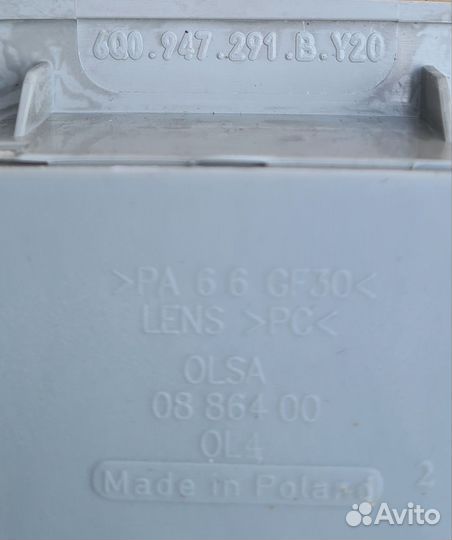 6Q0.947.291.B.Y20
>PA 6 6 GF30<
LENS >PC<
OLSA
08 864 00
OL4
Made in Poland
2
Avito